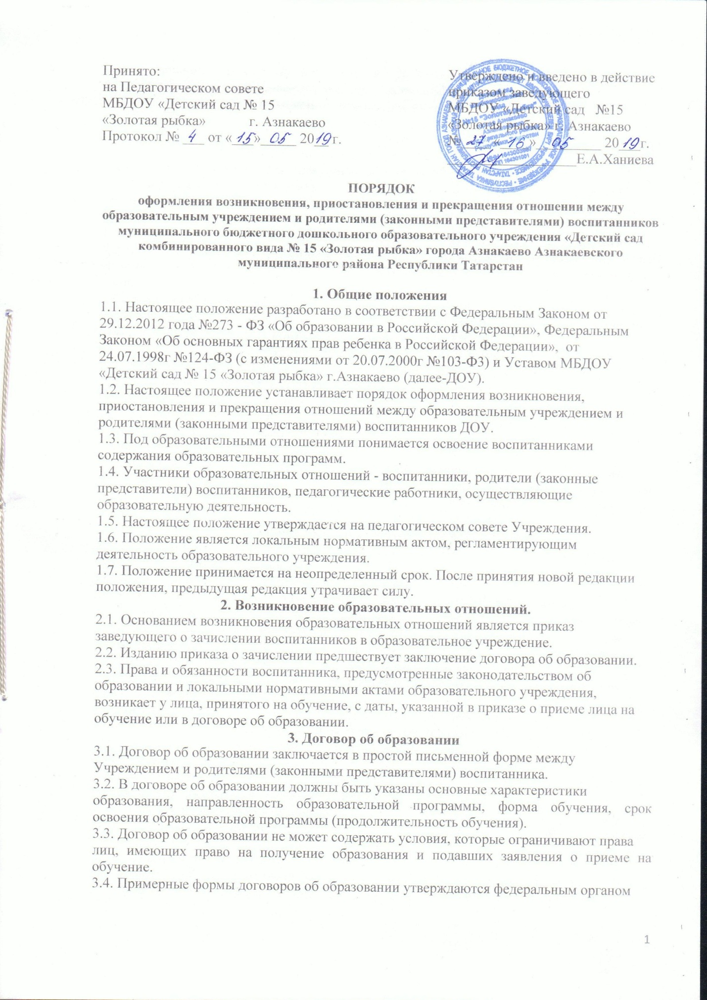 Принято:
на Педагогическом совете
МБДОУ «Детский сад № 15
«Золотая рыбка» г. Азнакаево
Протокол № 4 от «15» 05 2019г.
Утверждено и введено в действие
приказом заведующего
МБДОУ «Детский сад №15
«Золотая рыбка» г. Азнакаево
№ 27 «16» 05 2019г.
Е.А.Ханиева
ПОРЯДОК
оформления возникновения, приостановления и прекращения отношении между
образовательным учреждением и родителями (законными представителями) воспитанников
муниципального бюджетного дошкольного образовательного учреждения «Детский сад
комбинированного вида № 15 «Золотая рыбка» города Азнакаево Азнакаевского
муниципального района Республики Татарстан
1. Общие положения
1.1. Настоящее положение разработано в соответствии с Федеральным Законом от
29.12.2012 года №273 - ФЗ «Об образовании в Российской Федерации», Федеральным
Законом «Об основных гарантиях прав ребенка в Российской Федерации», от
24.07.1998г №124-ФЗ (с изменениями от 20.07.2000г №103-ФЗ) и Уставом МБДОУ
«Детский сад № 15 «Золотая рыбка» г.Азнакаево (далее-ДОУ).
1.2. Настоящее положение устанавливает порядок оформления возникновения,
приостановления и прекращения отношений между образовательным учреждением и
родителями (законными представителями) воспитанников ДОУ.
1.3. Под образовательными отношениями понимается освоение воспитанниками
содержания образовательных программ.
1.4. Участники образовательных отношений - воспитанники, родители (законные
представители) воспитанников, педагогические работники, осуществляющие
образовательную деятельность.
1.5. Настоящее положение утверждается на педагогическом совете Учреждения.
1.6. Положение является локальным нормативным актом, регламентирующим
деятельность образовательного учреждения.
1.7. Положение принимается на неопределенный срок. После принятия новой редакции
положения, предыдущая редакция утрачивает силу.
2. Возникновение образовательных отношений.
2.1. Основанием возникновения образовательных отношений является приказ
заведующего о зачислении воспитанников в образовательное учреждение.
2.2. Изданию приказа о зачислении предшествует заключение договора об образовании.
2.3. Права и обязанности воспитанника, предусмотренные законодательством об
образовании и локальными нормативными актами образовательного учреждения,
возникает у лица, принятого на обучение, с даты, указанной в приказе о приеме лица на
обучение или в договоре об образовании.
3. Договор об образовании
3.1. Договор об образовании заключается в простой письменной форме между
Учреждением и родителями (законными представителями) воспитанника.
3.2. В договоре об образовании должны быть указаны основные характеристики
образования, направленность образовательной программы, форма обучения, срок
освоения образовательной программы (продолжительность обучения).
3.3. Договор об образовании не может содержать условия, которые ограничивают права
лиц, имеющих право на получение образования и подавших заявления о приеме на
обучение.
3.4. Примерные формы договоров об образовании утверждаются федеральным органом
1